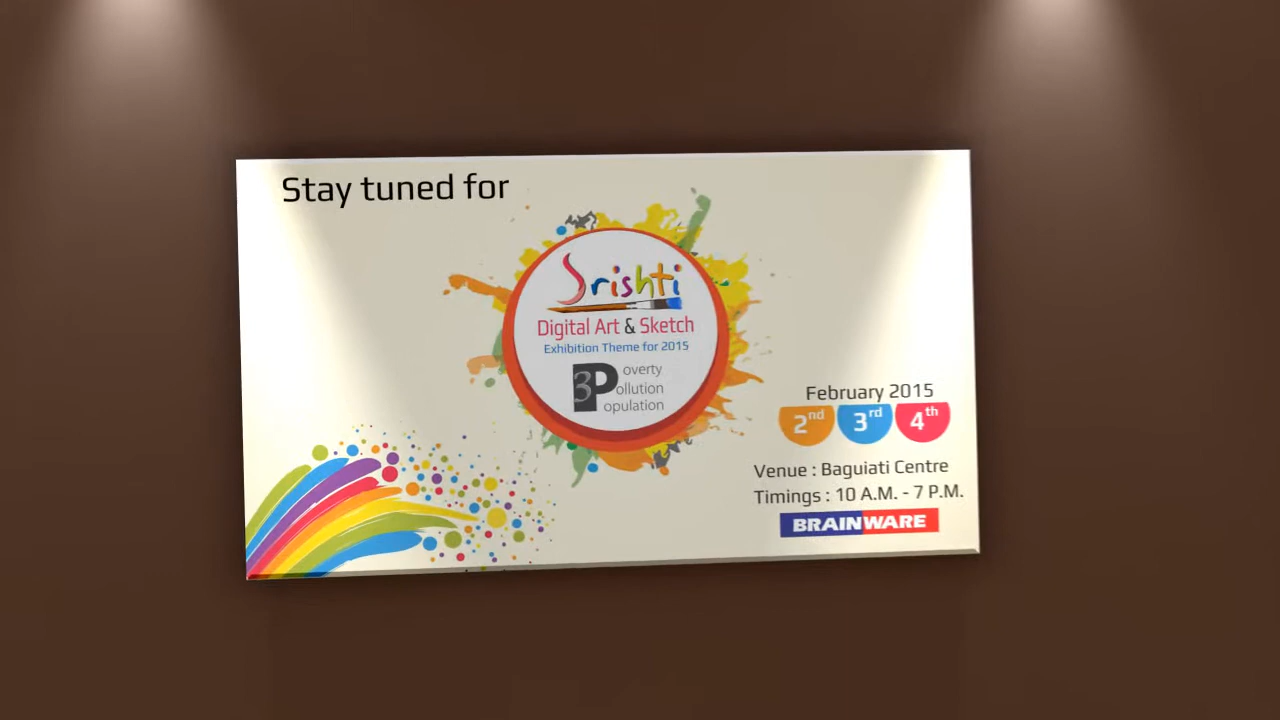 Stay tuned for
Srishti
Digital Art & Sketch
Exhibition Theme for 2015
3P
overty
ollution
opulation
February 2015
2nd 3rd 4th
Venue : Baguiati Centre
Timings : 10 A.M. - 7 P.M.
BRAINWARE